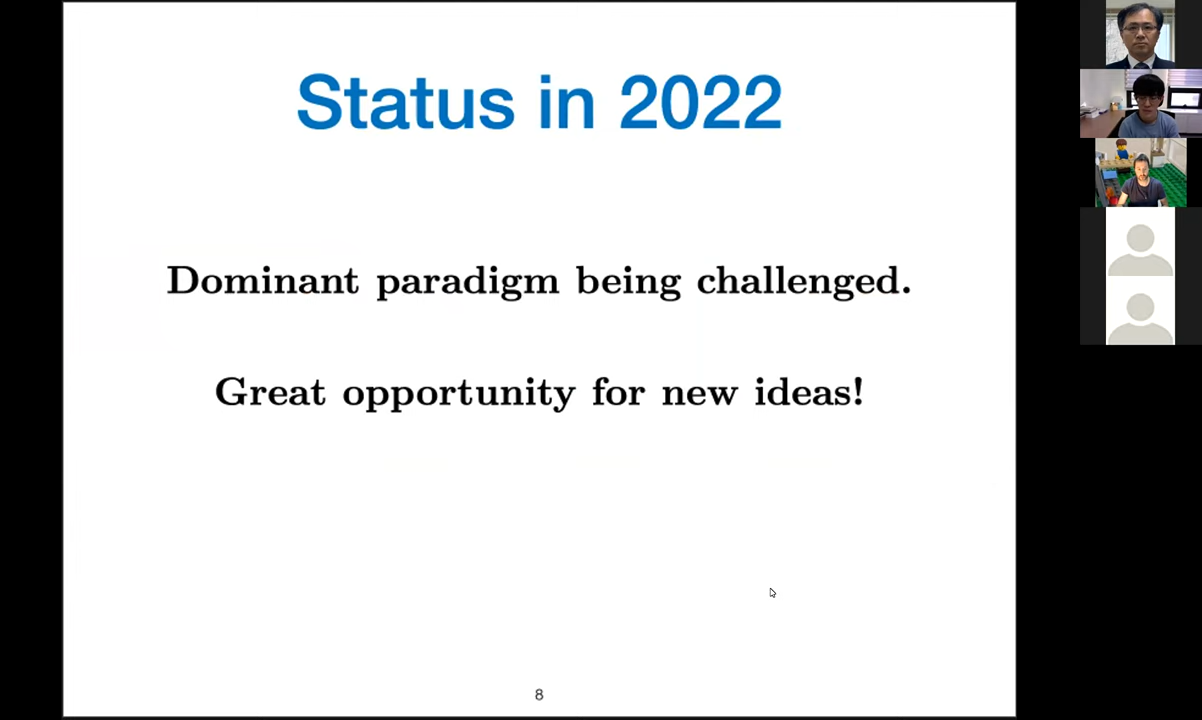 Status in 2022
Dominant paradigm being challenged.
Great opportunity for new ideas!
8